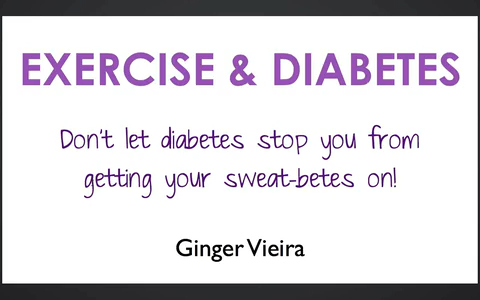 EXERCISE & DIABETES
Don't let diabetes stop you from
getting your sweat-betes on!
Ginger Vieira